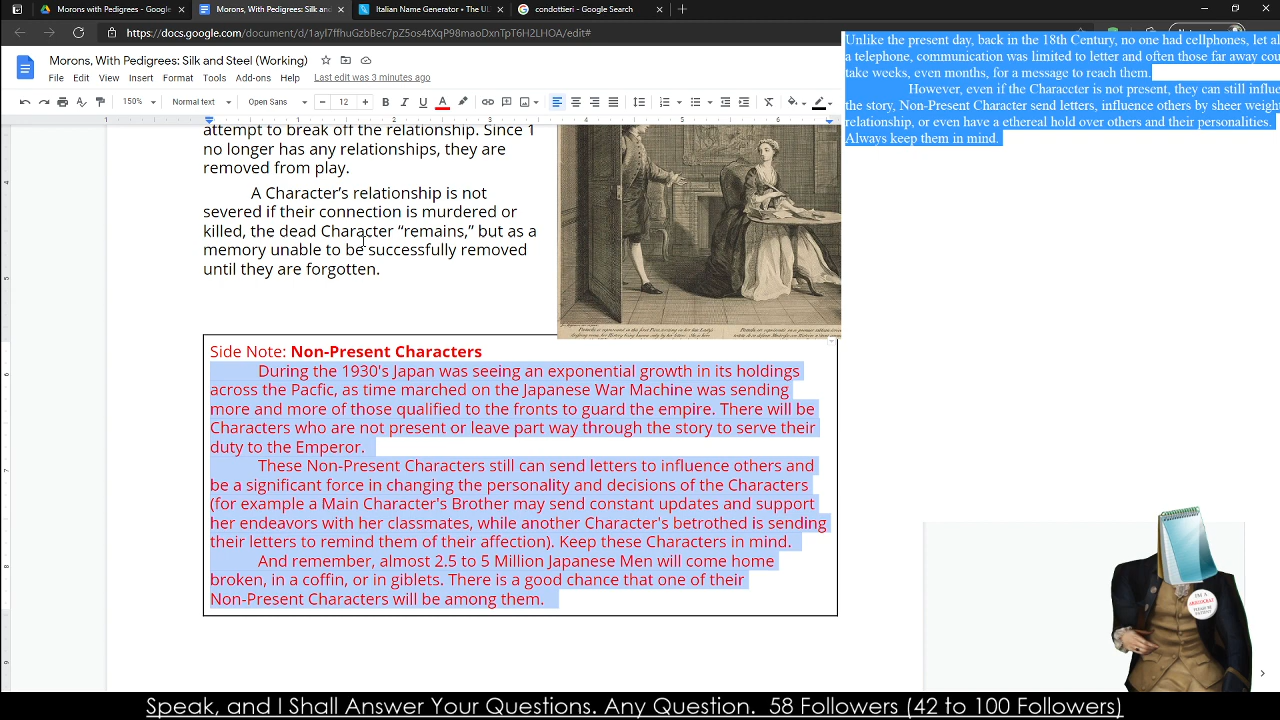 Morons with Pedigrees - Google
Morons, With Pedigrees: Silk and
Italian Name Generator • The UL
condottieri - Google Search
https://docs.google.com/document/d/1ayI7ffhuGzbBec7pZ5os4tXqP98maoDxnTpT6H2LHOA/edit#
Morons, With Pedigrees: Silk and Steel (Working)
File Edit View Insert Format Tools Add-ons Help Last edit was 3 minutes ago
150% Normal text Open Sans 12
attempt to break off the relationship. Since 1
no longer has any relationships, they are
removed from play.
A Character's relationship is not
severed if their connection is murdered or
killed, the dead Character “remains,” but as a
memory unable to be successfully removed
until they are forgotten.
Side Note: Non-Present Characters
During the 1930's Japan was seeing an exponential growth in its holdings
across the Pacfic, as time marched on the Japanese War Machine was sending
more and more of those qualified to the fronts to guard the empire. There will be
Characters who are not present or leave part way through the story to serve their
duty to the Emperor.
These Non-Present Characters still can send letters to influence others and
be a significant force in changing the personality and decisions of the Characters
(for example a Main Character's Brother may send constant updates and support
her endeavors with her classmates, while another Character's betrothed is sending
their letters to remind them of their affection). Keep these Characters in mind.
And remember, almost 2.5 to 5 Million Japanese Men will come home
broken, in a coffin, or in giblets. There is a good chance that one of their
Non-Present Characters will be among them.
Unlike the present day, back in the 18th Century, no one had cellphones, let al
a telephone, communication was limited to letter and often those far away cou
take weeks, even months, for a message to reach them.
However, even if the Characcter is not present, they can still influe
the story, Non-Present Character send letters, influence others by sheer weight
relationship, or even have a ethereal hold over others and their personalities.
Always keep them in mind.
I'M A
ARISTOCRAT
PLEASE BE
PATIENT
Speak, and I Shall Answer Your Questions. Any Question. 58 Followers (42 to 100 Followers)